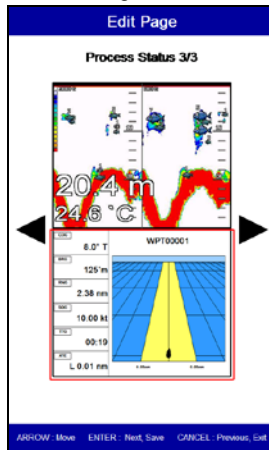 Edit Page
Process Status 3/3
20.4 m
24.6 °C
8.0° T
WPT00001
125°m
2.38 nm
10.00 kt
00:19
L 0.01 nm
ARROW : Move ENTER : Next, Save CANCEL : Previous, Exit